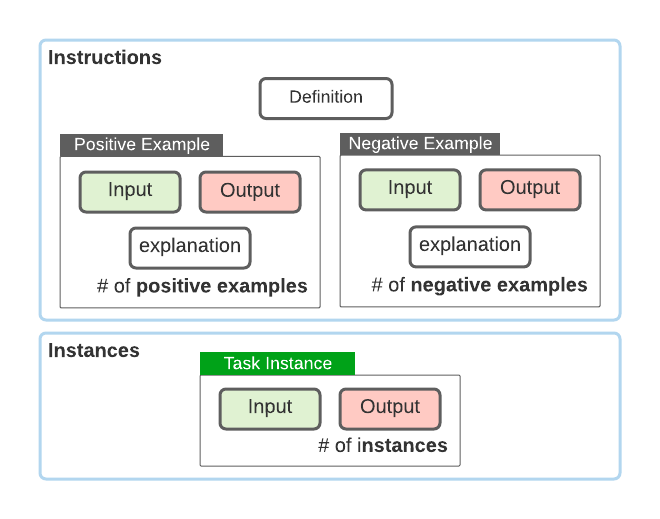 Instructions
Definition
Positive Example
Negative Example
Input
Output
Input
Output
explanation
explanation
# of positive examples
# of negative examples
Instances
Task Instance
Input
Output
# of instances